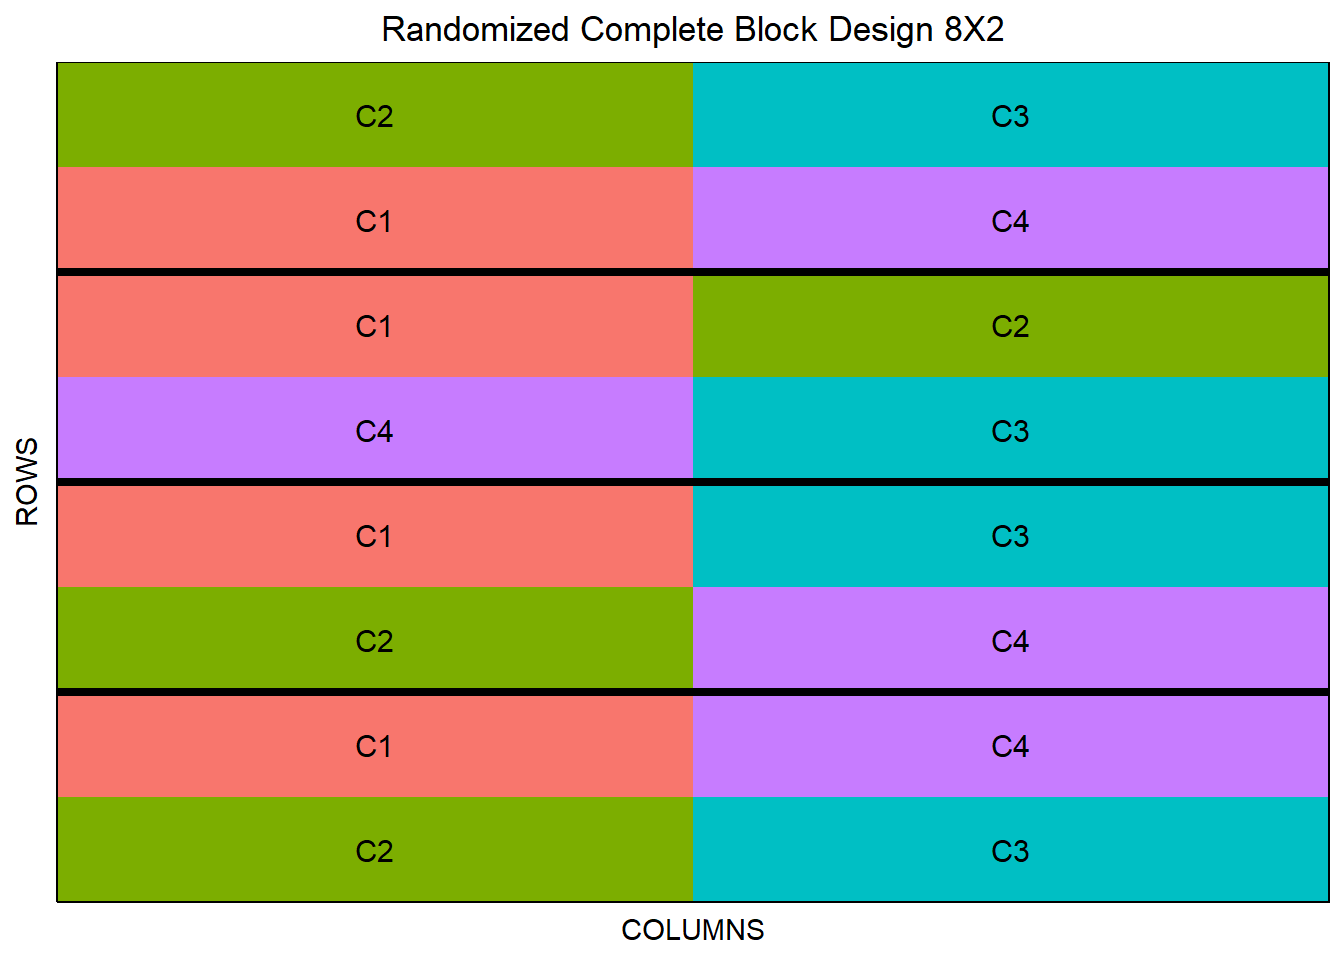 Randomized Complete Block Design 8X2
C2 C3
C1 C4
C1 C2
C4 C3
ROWS
C1 C3
C2 C4
C1 C4
C2 C3
COLUMNS